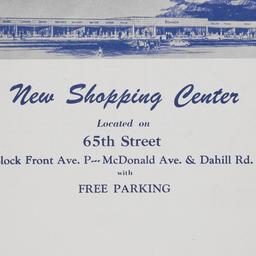 New Shopping Center
Located on
65th Street
lock Front Ave. P--- McDonald Ave. & Dahill Rd.
with
FREE PARKING